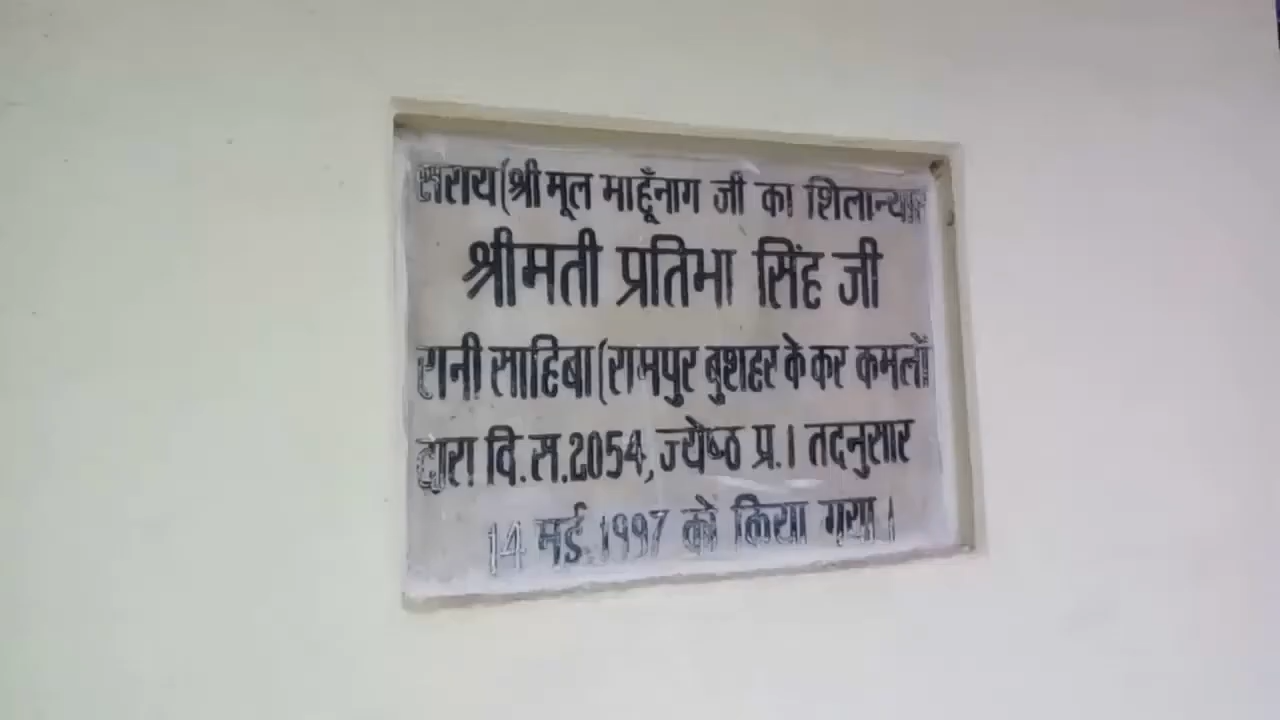 सराय(श्री मूल माहूँनाग जी का शिलान्यास
श्रीमती प्रतिभा सिंह जी
रानी साहिबा(रामपुर बुशहर के कर कमलों
द्वारा वि.स.2054, ज्येष्ठ प्र.। तदनुसार
14 मई.1997 को किया गया।